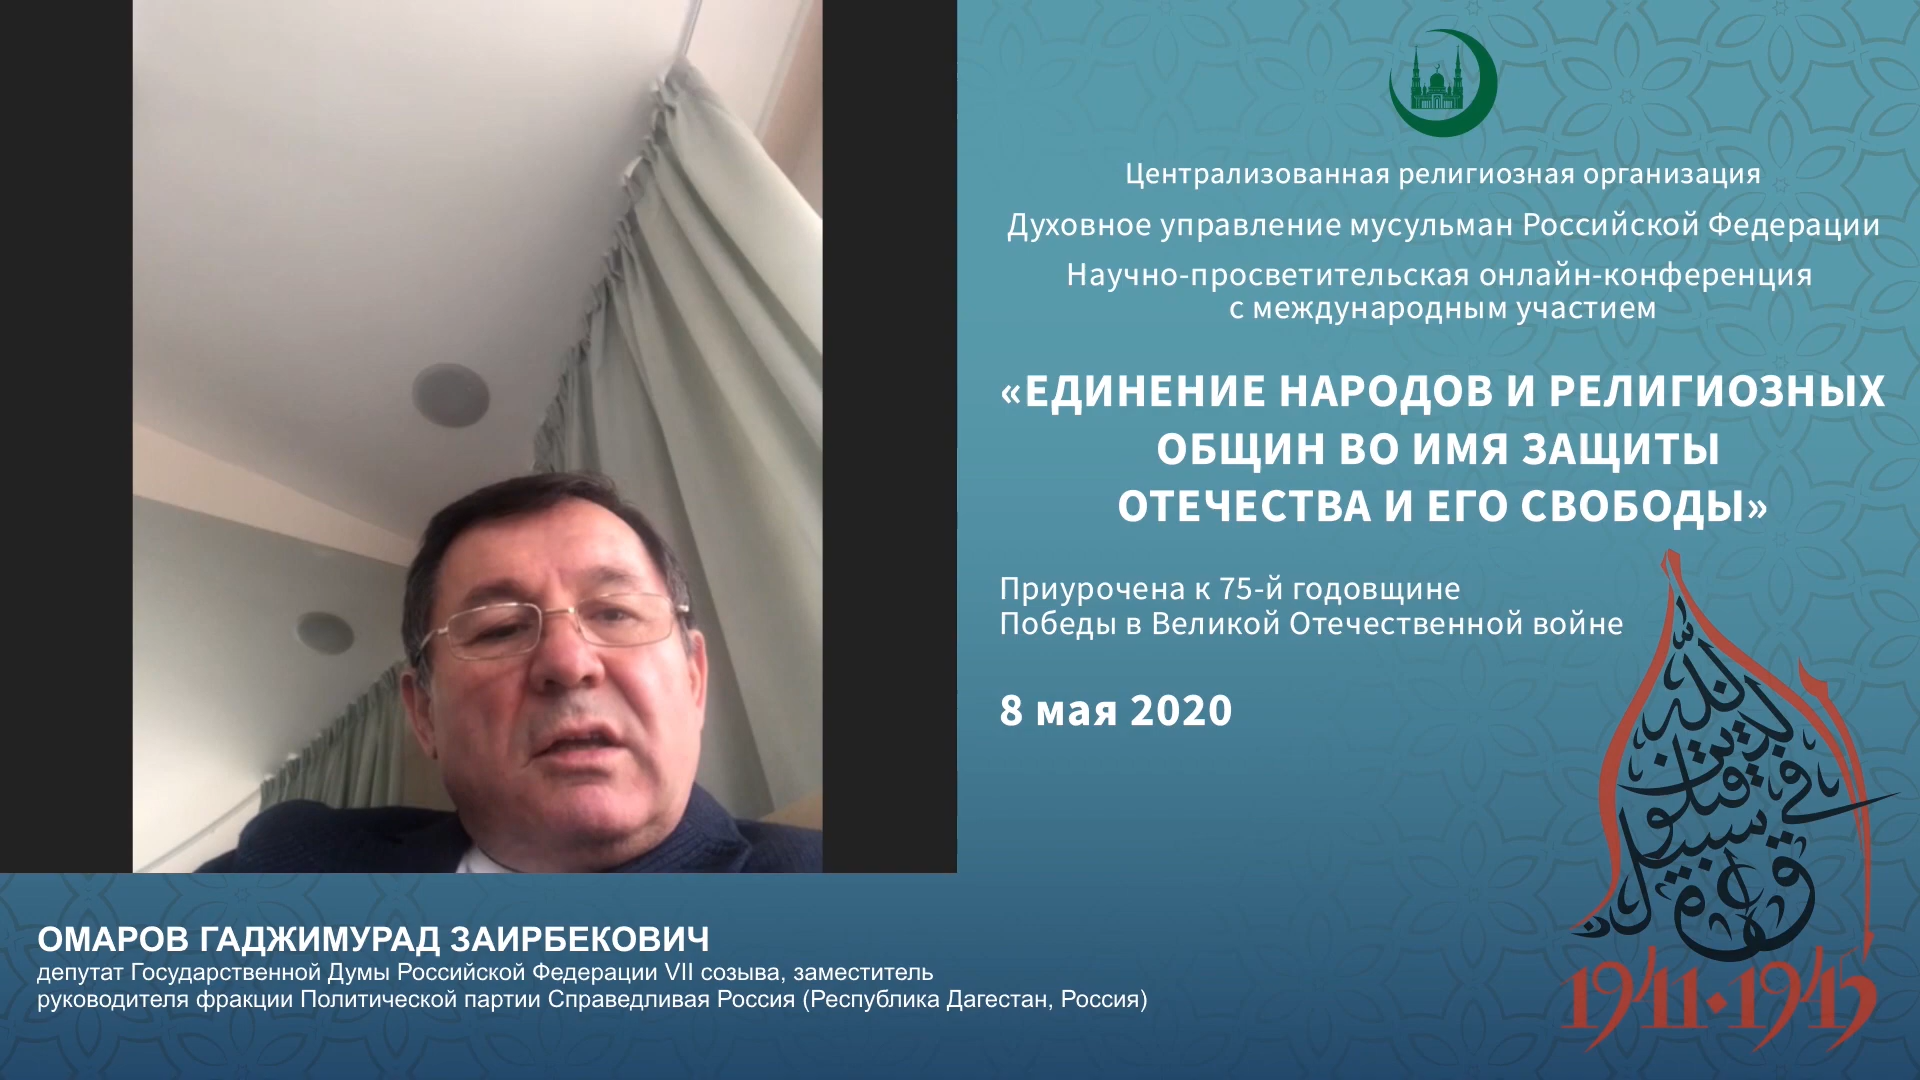 Централизованная религиозная организация
Духовное управление мусульман Российской Федерации
Научно-просветительская онлайн-конференция
с международным участием
«ЕДИНЕНИЕ НАРОДОВ И РЕЛИГИОЗНЫХ
ОБЩИН ВО ИМЯ ЗАЩИТЫ
ОТЕЧЕСТВА И ЕГО СВОБОДЫ»
Приурочена к 75-й годовщине
Победы в Великой Отечественной войне
8 мая 2020
1941•1945
ОМАРОВ ГАДЖИМУРАД ЗАИРБЕКОВИЧ
депутат Государственной Думы Российской Федерации VII созыва, заместитель
руководителя фракции Политической партии Справедливая Россия (Республика Дагестан, Россия)